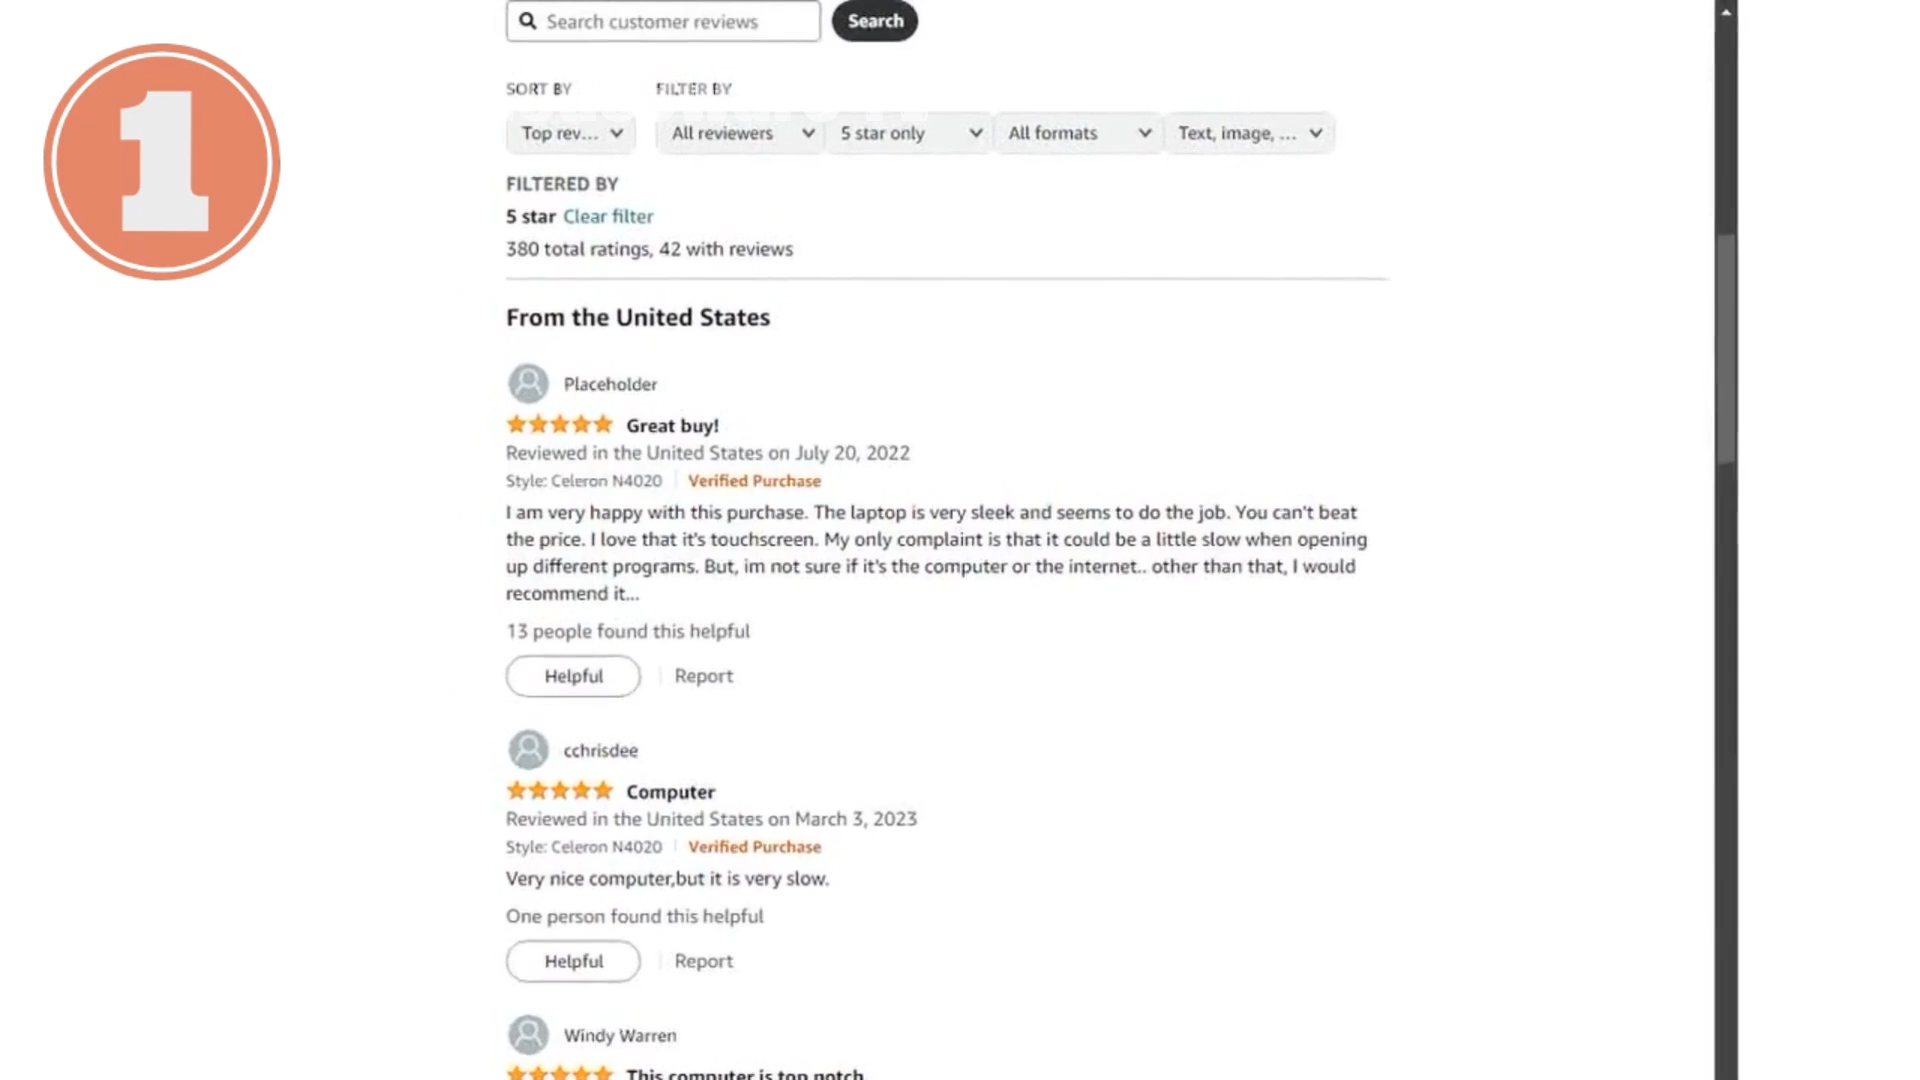 1
Search customer reviews
Search
SORT BY
FILTER BY
Top rev...
All reviewers
5 star only
All formats
Text, image, ...
FILTERED BY
5 star Clear filter
380 total ratings, 42 with reviews
From the United States
Placeholder
Great buy!
Reviewed in the United States on July 20, 2022
Style: Celeron N4020 Verified Purchase
I am very happy with this purchase. The laptop is very sleek and seems to do the job. You can't beat
the price. I love that it's touchscreen. My only complaint is that it could be a little slow when opening
up different programs. But, im not sure if it's the computer or the internet.. other than that, I would
recommend it...
13 people found this helpful
Helpful
Report
cchrisdee
Computer
Reviewed in the United States on March 3, 2023
Style: Celeron N4020 Verified Purchase
Very nice computer,but it is very slow.
One person found this helpful
Helpful
Report
Windy Warren
This computer is top notch